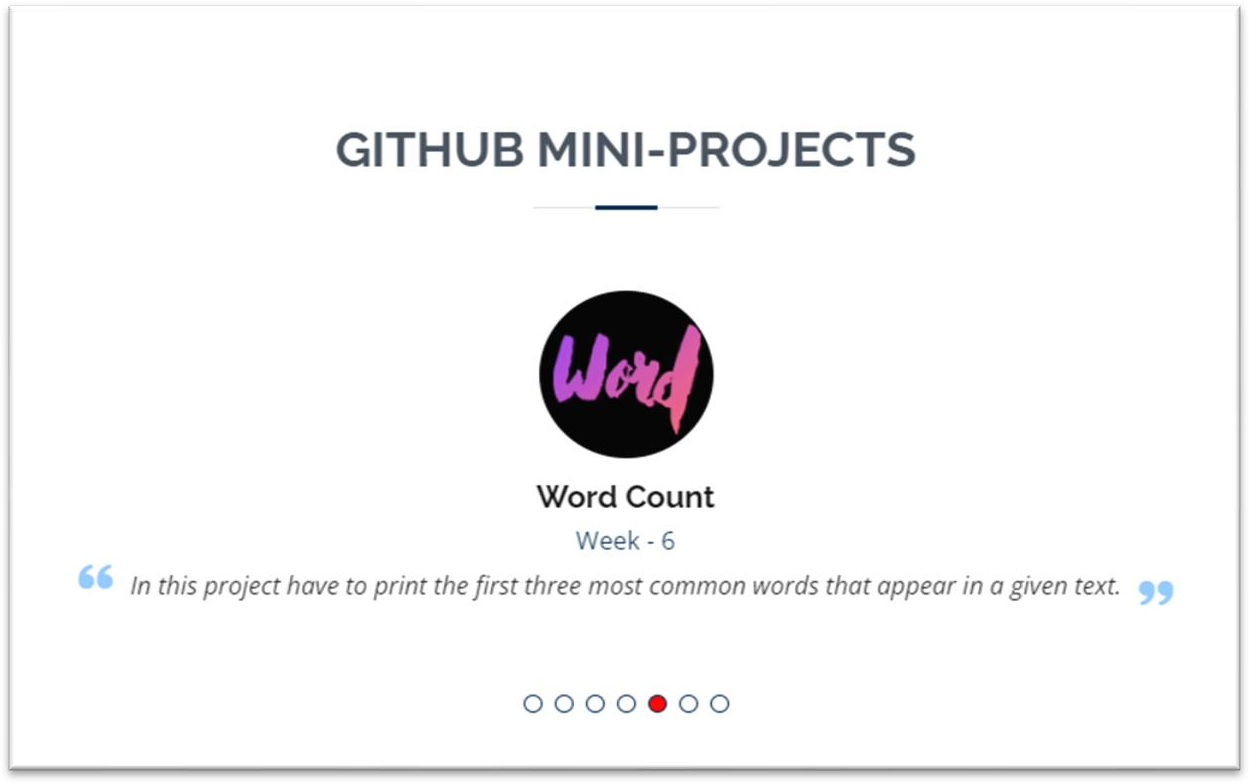 GITHUB MINI-PROJECTS
Word
Word Count
Week - 6
“ In this project have to print the first three most common words that appear in a given text. ”